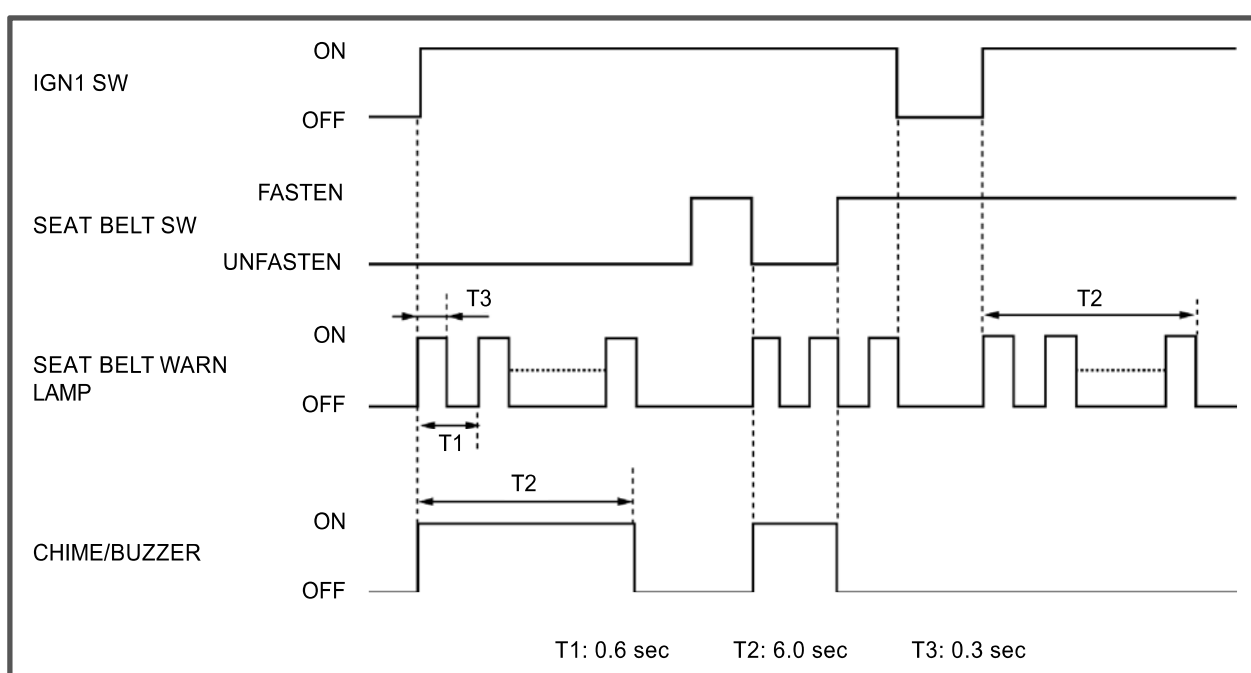 ON
IGN1 SW
OFF
FASTEN
SEAT BELT SW
UNFASTEN
T3
T2
ON
SEAT BELT WARN
LAMP
OFF
T1
T2
ON
CHIME/BUZZER
OFF
T1: 0.6 sec T2: 6.0 sec T3: 0.3 sec